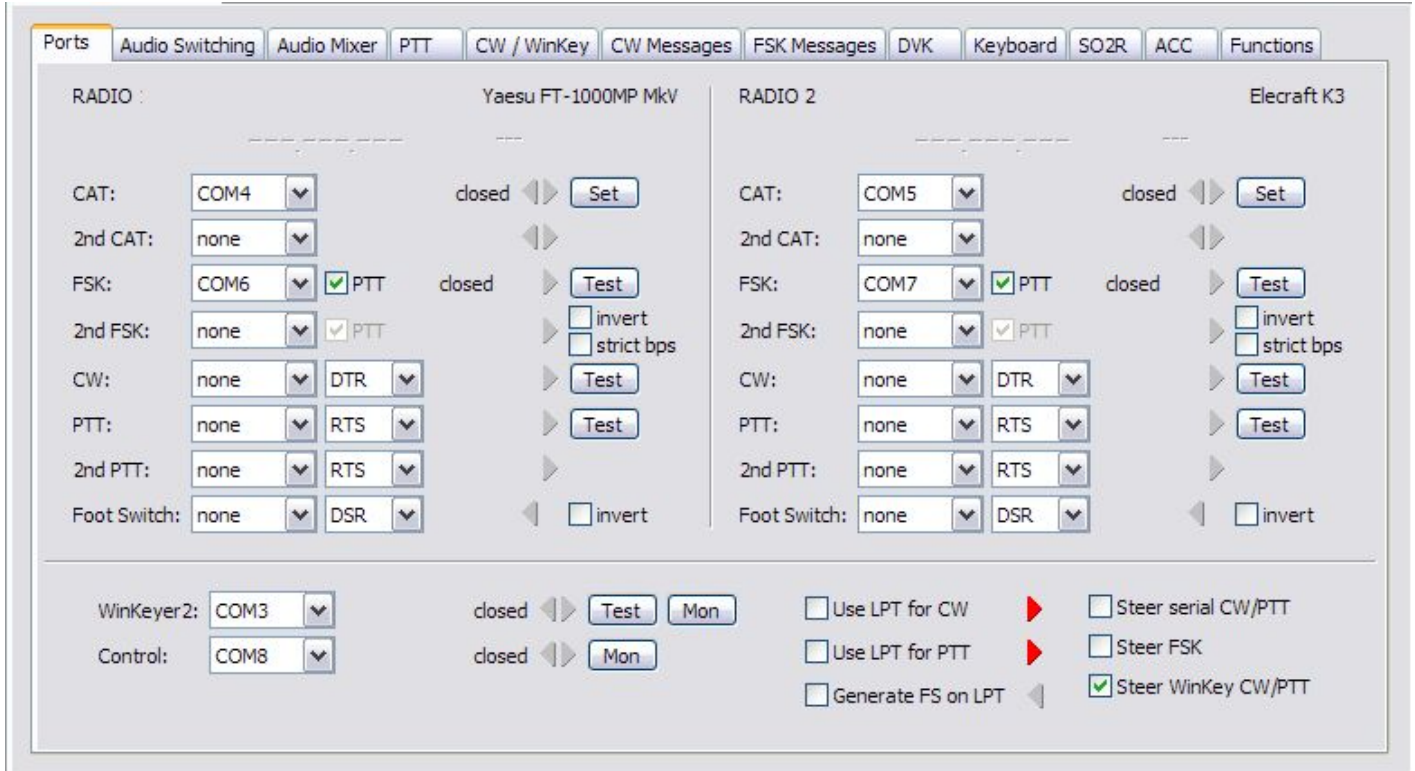 Ports Audio Switching Audio Mixer PTT CW / WinKey CW Messages FSK Messages DVK Keyboard SO2R ACC Functions
RADIO : Yaesu FT-1000MP MkV RADIO 2 Elecraft K3
---.---.--- --- ---.---.--- ---
CAT: COM4 closed Set CAT: COM5 closed Set
2nd CAT: none 2nd CAT: none
FSK: COM6 PTT closed Test FSK: COM7 PTT closed Test
2nd FSK: none PTT invert 2nd FSK: none PTT invert
strict bps strict bps
CW: none DTR Test CW: none DTR Test
PTT: none RTS Test PTT: none RTS Test
2nd PTT: none RTS 2nd PTT: none RTS
Foot Switch: none DSR invert Foot Switch: none DSR invert
WinKeyer2: COM3 closed Test Mon Use LPT for CW Steer serial CW/PTT
Control: COM8 closed Mon Use LPT for PTT Steer FSK
Generate FS on LPT Steer WinKey CW/PTT